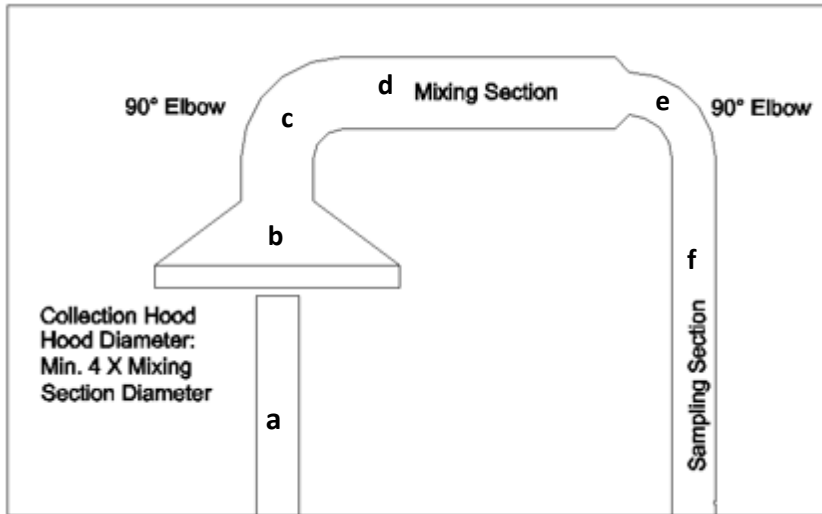 90° Elbow
c
d
Mixing Section
e
90° Elbow
b
f
Collection Hood
Hood Diameter:
Min. 4 X Mixing
Section Diameter
a
Sampling Section